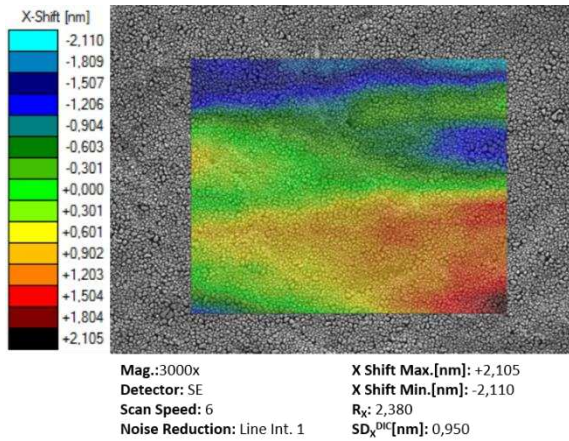 X-Shift [nm]
-2,110
-1.809
-1,507
-1,206
-0,904
-0,603
-0,301
+0,000
+0,301
+0,601
+0,902
+1,203
+1,504
+1,804
+2,105
Mag.:3000x
Detector: SE
Scan Speed: 6
Noise Reduction: Line Int. 1
X Shift Max.[nm]: +2,105
X Shift Min.[nm]: -2,110
RX: 2,380
SDXDIC[nm]: 0,950